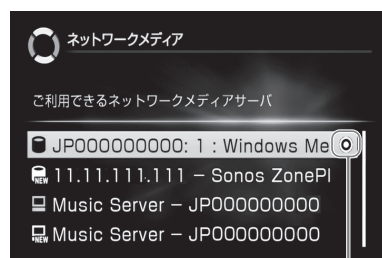 ネットワークメディア
ご利用できるネットワークメディアサーバ
JP000000000: 1 : Windows Me
NEW 11.11.111.111 – Sonos ZonePl
Music Server – JP000000000
NEW Music Server – JP000000000